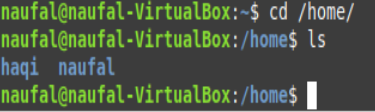 naufal@naufal-VirtualBox:~$ cd /home/
naufal@naufal-VirtualBox:/home$ ls
haqi  naufal
naufal@naufal-VirtualBox:/home$